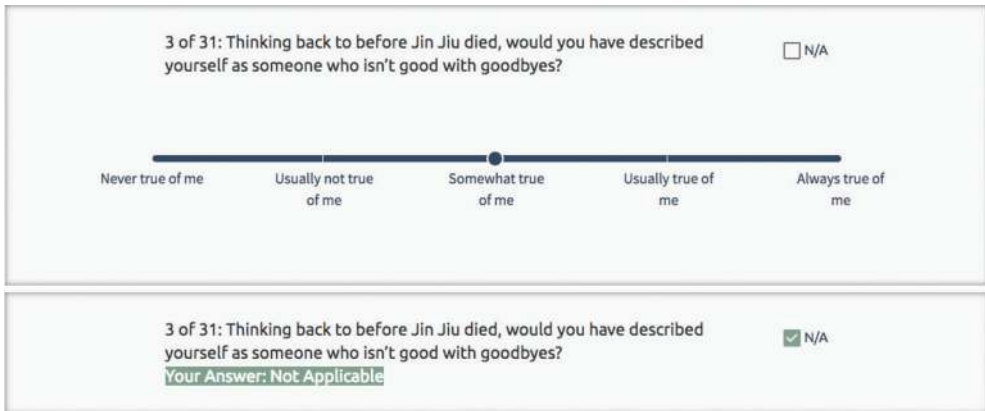 3 of 31: Thinking back to before Jin Jiu died, would you have described
N/A
yourself as someone who isn't good with goodbyes?
Never true of me
Usually not true
of me
Somewhat true
of me
Usually true of
me
Always true of
me
3 of 31: Thinking back to before Jin Jiu died, would you have described
N/A
yourself as someone who isn't good with goodbyes?
Your Answer: Not Applicable